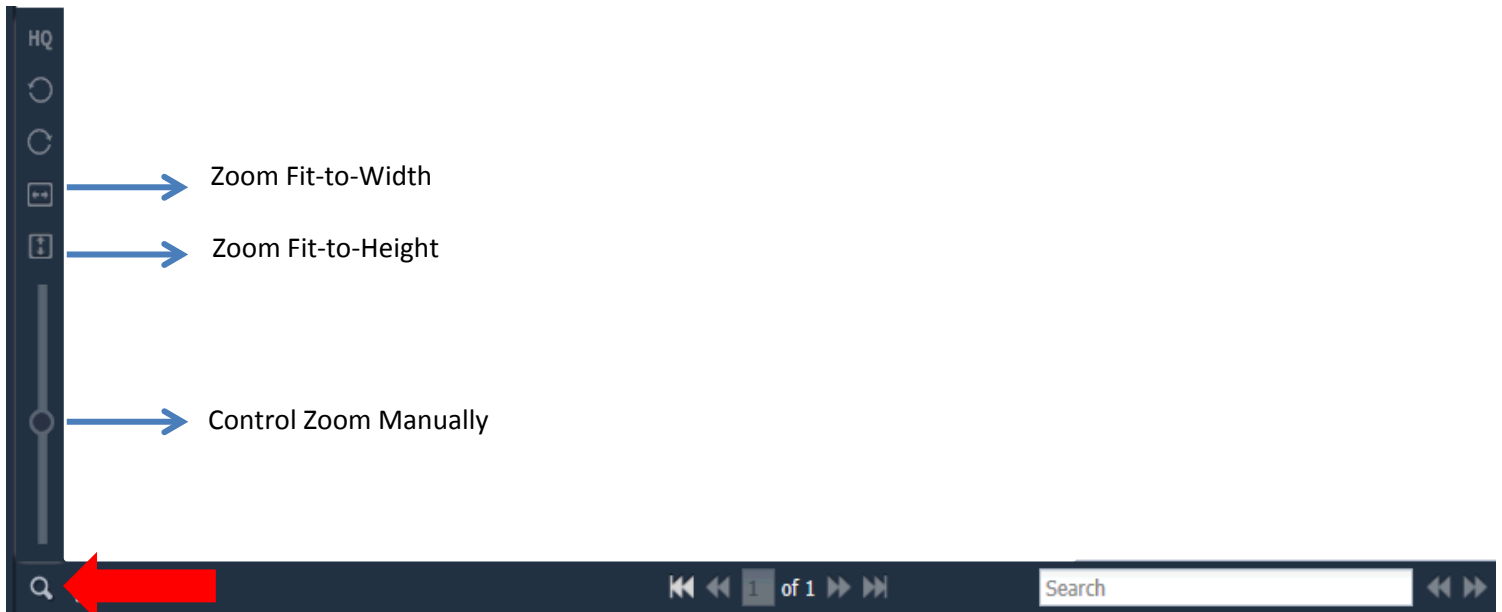 HQ
Zoom Fit-to-Width
Zoom Fit-to-Height
Control Zoom Manually
1 of 1
Search